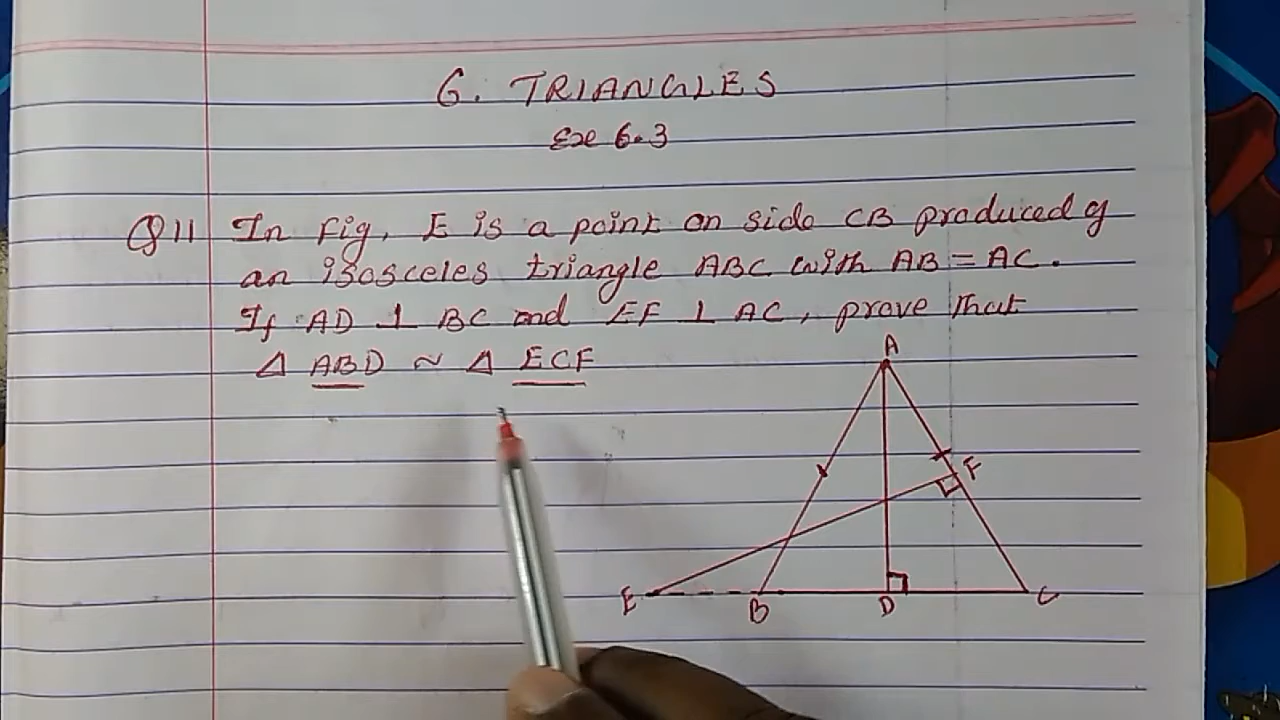 6. TRIANGLES
Exe 6.3
Q11 In fig, E is a point on side CB produced of
an isosceles triangle ABC with AB = AC.
If AD ⊥ BC and EF ⊥ AC, prove that
Δ ABD ~ Δ ECF
A
F
E
B
D
C